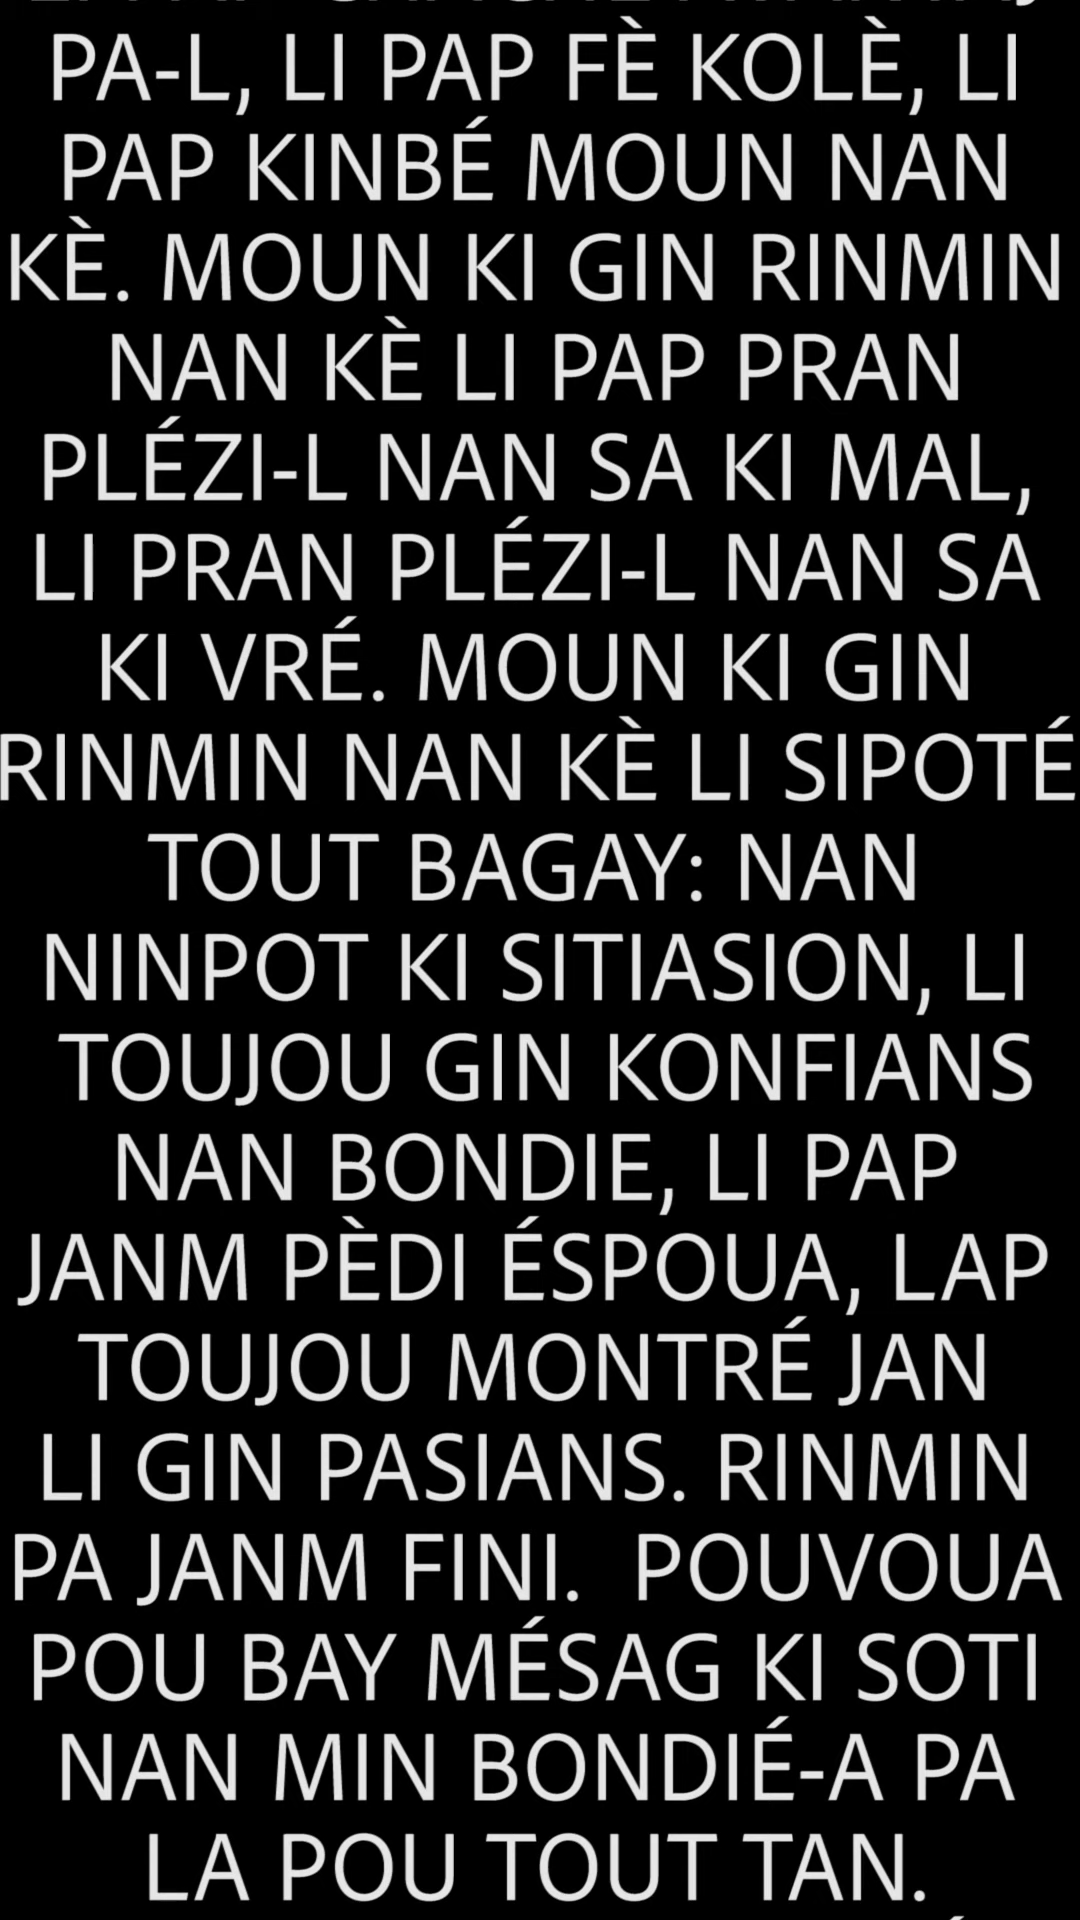 PA-L, LI PAP FÈ KOLÈ, LI
PAP KINBÉ MOUN NAN
KÈ. MOUN KI GIN RINMIN
NAN KÈ LI PAP PRAN
PLÉZI-L NAN SA KI MAL,
LI PRAN PLÉZI-L NAN SA
KI VRÉ. MOUN KI GIN
RINMIN NAN KÈ LI SIPOTÉ
TOUT BAGAY: NAN
NINPOT KI SITIASION, LI
TOUJOU GIN KONFIANS
NAN BONDIE, LI PAP
JANM PÈDI ÉSPOUA, LAP
TOUJOU MONTRÉ JAN
LI GIN PASIANS. RINMIN
PA JANM FINI. POUVOUA
POU BAY MÉSAG KI SOTI
NAN MIN BONDIÉ-A PA
LA POU TOUT TAN.